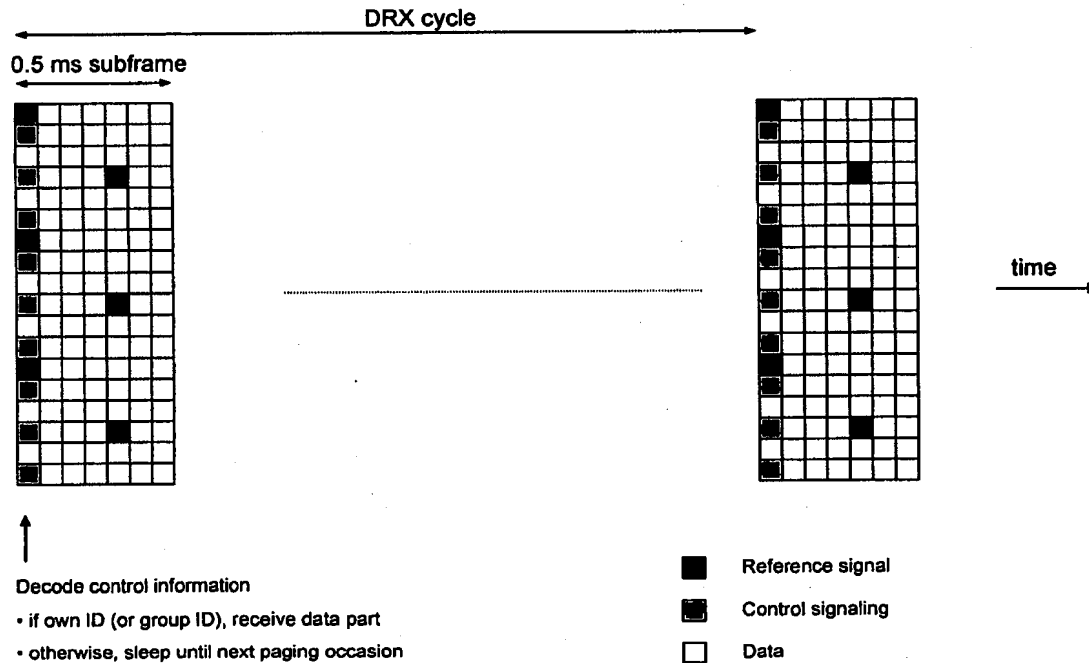 DRX cycle
0.5 ms subframe
time
Decode control information
• if own ID (or group ID), receive data part
• otherwise, sleep until next paging occasion
Reference signal
Control signaling
Data